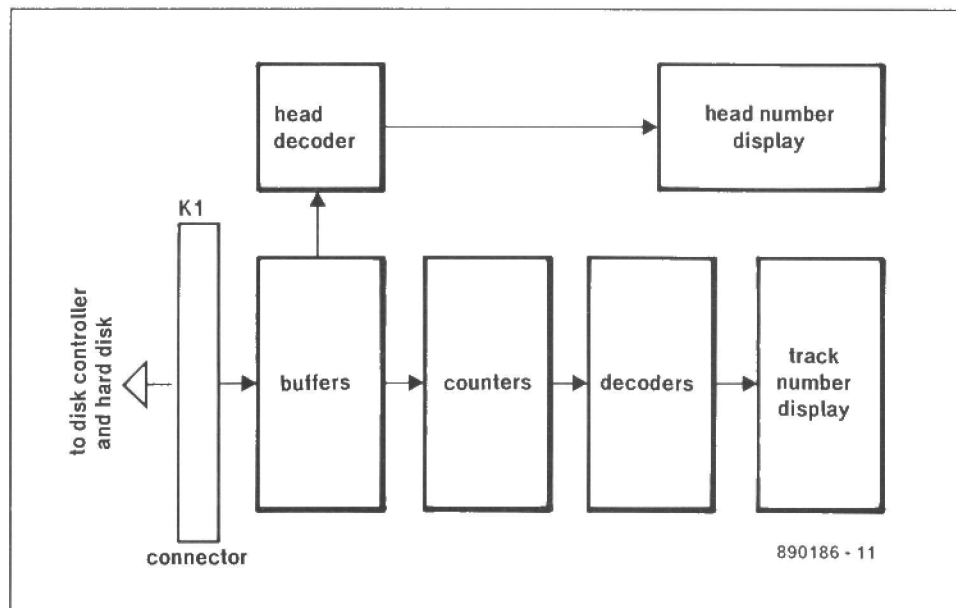 head
decoder
head number
display
K1
to disk controller
and hard disk
buffers
counters
decoders
track
number
display
connector
890186 - 11